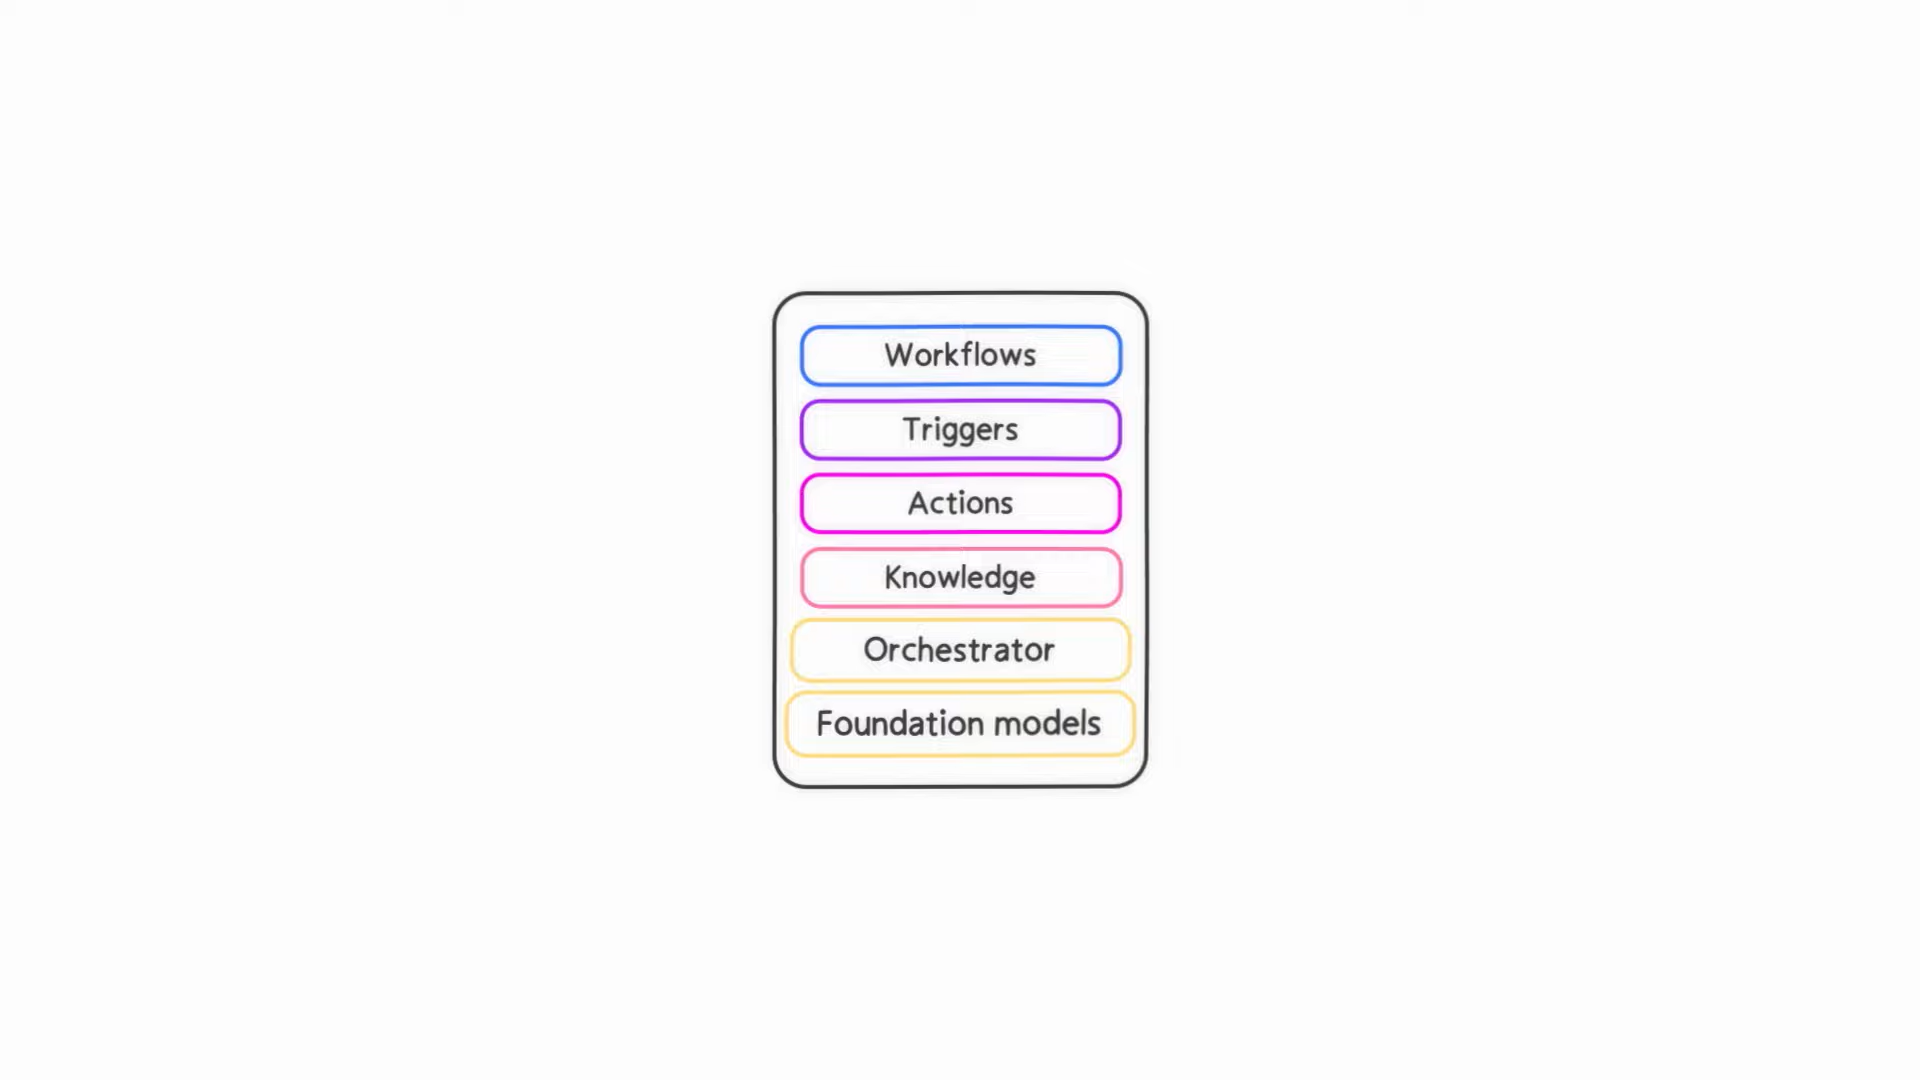 Workflows
Triggers
Actions
Knowledge
Orchestrator
Foundation models